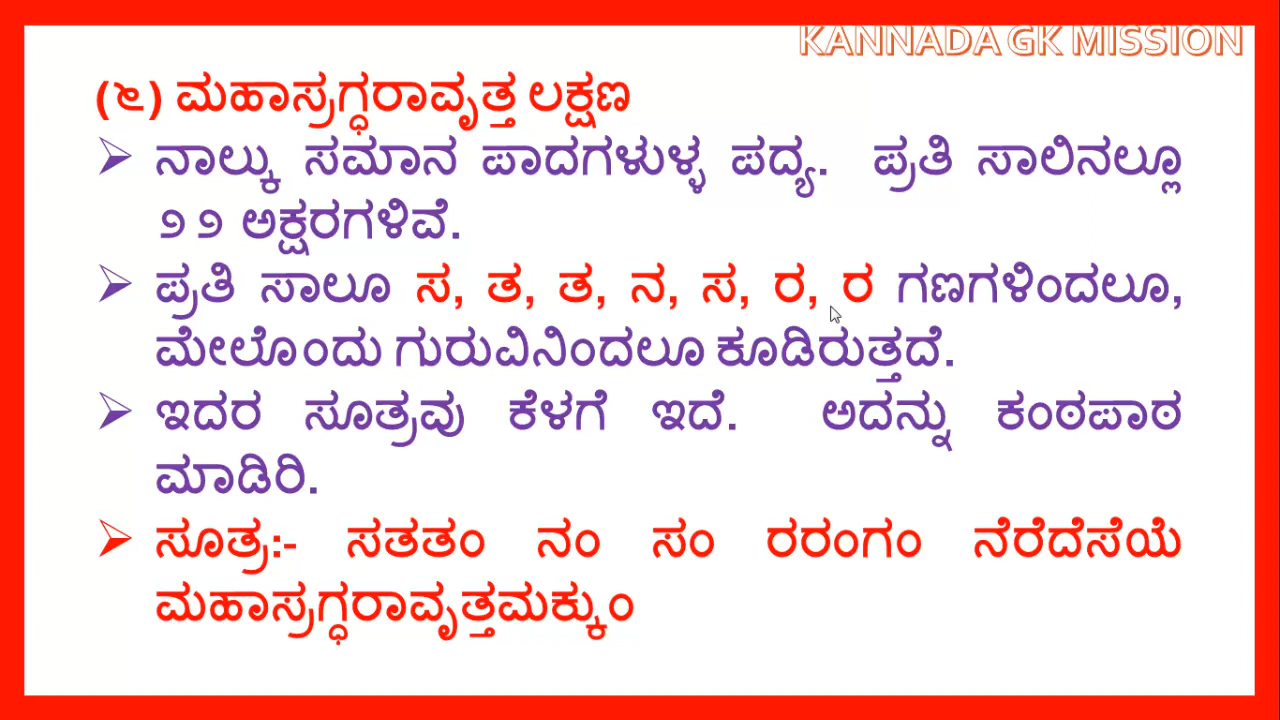 KANNADA GK MISSION
(೬) ಮಹಾಸ್ರಗ್ಧರಾವೃತ್ತ ಲಕ್ಷಣ
➢ ನಾಲ್ಕು ಸಮಾನ ಪಾದಗಳುಳ್ಳ ಪದ್ಯ. ಪ್ರತಿ ಸಾಲಿನಲ್ಲೂ
೨೨ ಅಕ್ಷರಗಳಿವೆ.
➢ ಪ್ರತಿ ಸಾಲೂ ಸ, ತ, ತ, ನ, ಸ, ರ, ರ ಗಣಗಳಿಂದಲೂ,
ಮೇಲೊಂದು ಗುರುವಿನಿಂದಲೂ ಕೂಡಿರುತ್ತದೆ.
➢ ಇದರ ಸೂತ್ರವು ಕೆಳಗೆ ಇದೆ. ಅದನ್ನು ಕಂಠಪಾಠ
ಮಾಡಿರಿ.
➢ ಸೂತ್ರ:- ಸತತಂ ನಂ ಸಂ ರರಂಗಂ ನೆರೆದೆಸೆಯೆ
ಮಹಾಸ್ರಗ್ಧರಾವೃತ್ತಮಕ್ಕುಂ